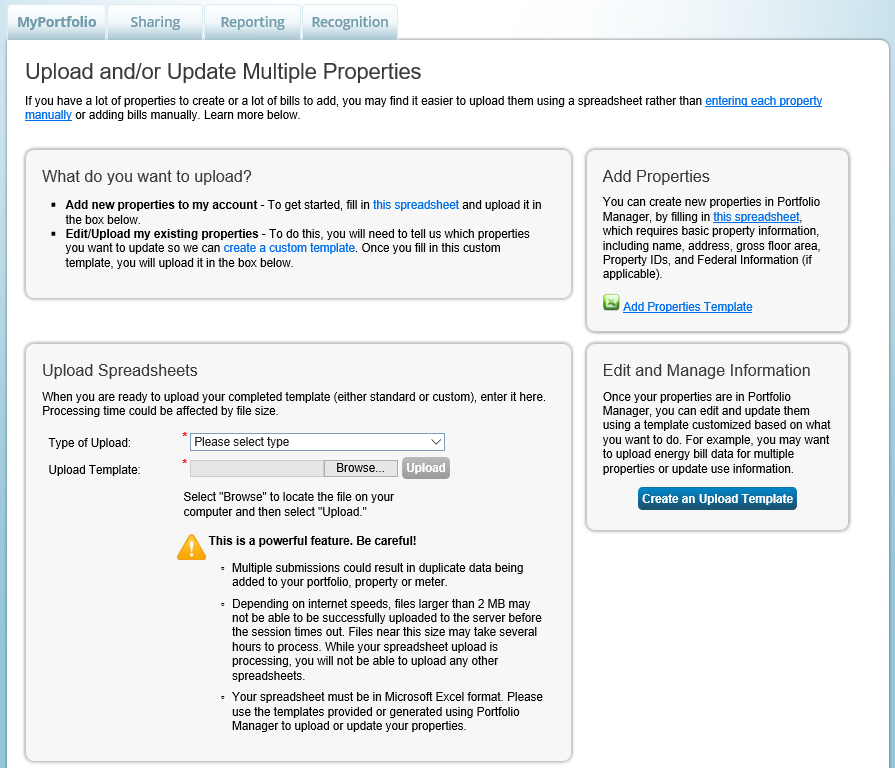 MyPortfolio
Sharing
Reporting
Recognition
Upload and/or Update Multiple Properties
If you have a lot of properties to create or a lot of bills to add, you may find it easier to upload them using a spreadsheet rather than entering each property
manually or adding bills manually. Learn more below.
What do you want to upload?
Add new properties to my account - To get started, fill in this spreadsheet and upload it in
the box below.
Edit/Upload my existing properties - To do this, you will need to tell us which properties
you want to update so we can create a custom template. Once you fill in this custom
template, you will upload it in the box below.
Add Properties
You can create new properties in Portfolio
Manager, by filling in this spreadsheet,
which requires basic property information,
including name, address, gross floor area,
Property IDs, and Federal Information (if
applicable).
Add Properties Template
Upload Spreadsheets
When you are ready to upload your completed template (either standard or custom), enter it here.
Processing time could be affected by file size.
Type of Upload: * Please select type
Upload Template: * Browse... Upload
Select "Browse" to locate the file on your
computer and then select "Upload."
This is a powerful feature. Be careful!
Multiple submissions could result in duplicate data being
added to your portfolio, property or meter.
Depending on internet speeds, files larger than 2 MB may
not be able to be successfully uploaded to the server before
the session times out. Files near this size may take several
hours to process. While your spreadsheet upload is
processing, you will not be able to upload any other
spreadsheets.
Your spreadsheet must be in Microsoft Excel format. Please
use the templates provided or generated using Portfolio
Manager to upload or update your properties.
Edit and Manage Information
Once your properties are in Portfolio
Manager, you can edit and update them
using a template customized based on what
you want to do. For example, you may want
to upload energy bill data for multiple
properties or update use information.
Create an Upload Template